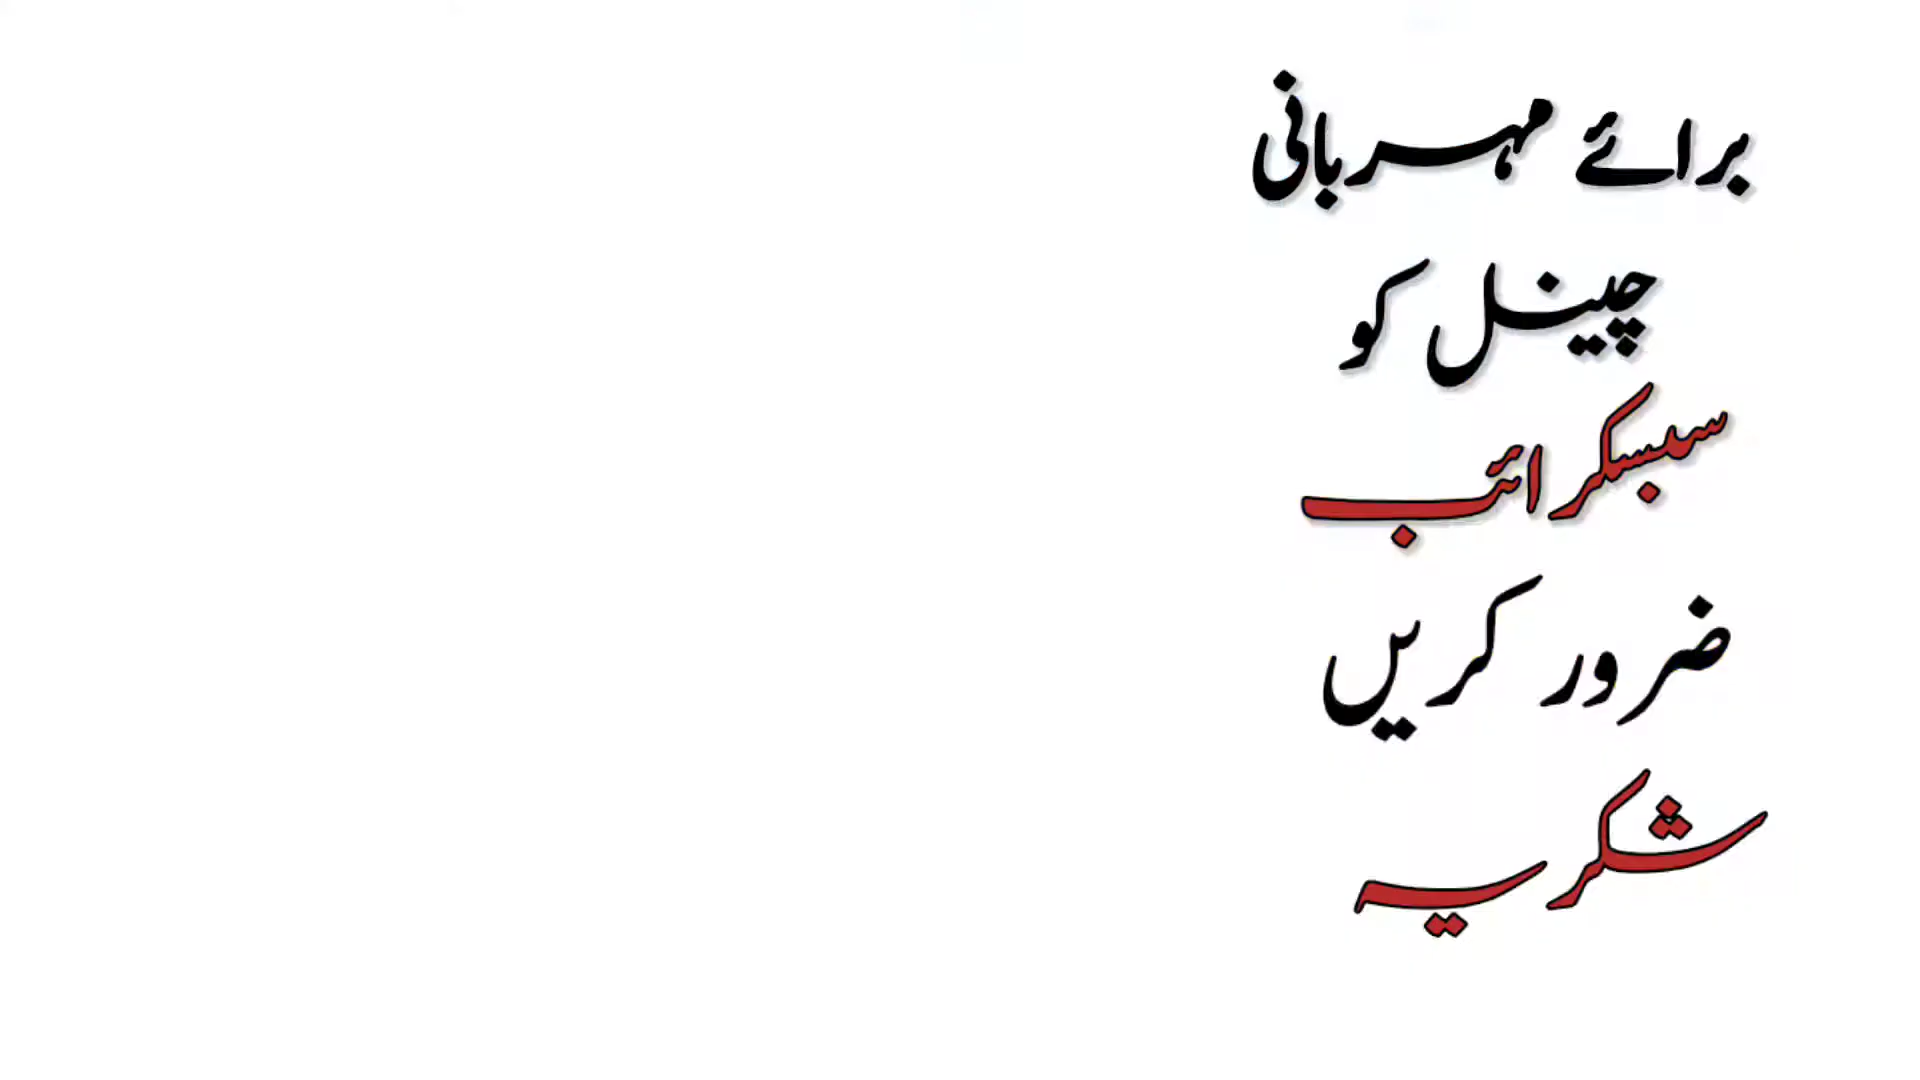 برائے مہربانی
چینل کو
سبسکرائب
ضرور کریں
شکریہ